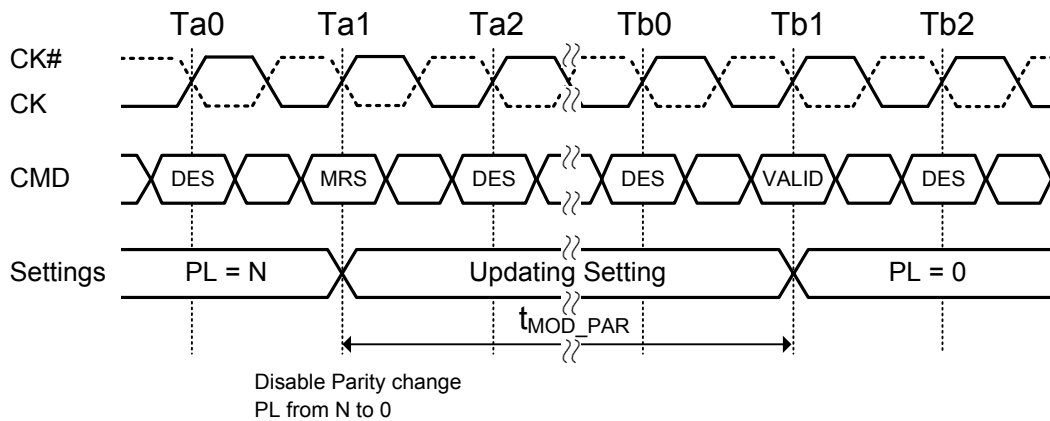 Ta0 Ta1 Ta2 Tb0 Tb1 Tb2
CK#
CK
CMD DES MRS DES DES VALID DES
Settings PL = N Updating Setting PL = 0
tMOD_PAR
Disable Parity change
PL from N to 0